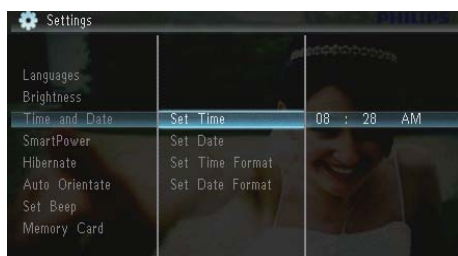 Settings
PHILIPS
Languages
Brightness
Time and Date
Set Time
08 : 28 AM
SmartPower
Set Date
Hibernate
Set Time Format
Auto Orientate
Set Date Format
Set Beep
Memory Card